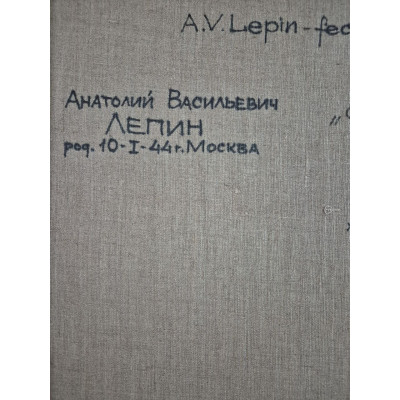 A.V. Lepin - fec
Анатолий Васильевич
„
Лепин
род. 10-I-44 г. Москва